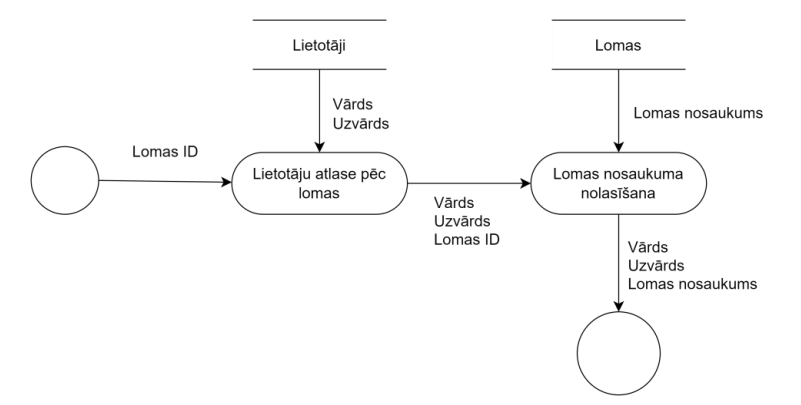 Lietotāji
Lomas
Vārds
Uzvārds
Lomas nosaukums
Lomas ID
Lietotāju atlase pēc
lomas
Lomas nosaukuma
nolasīšana
Vārds
Uzvārds
Lomas ID
Vārds
Uzvārds
Lomas nosaukums